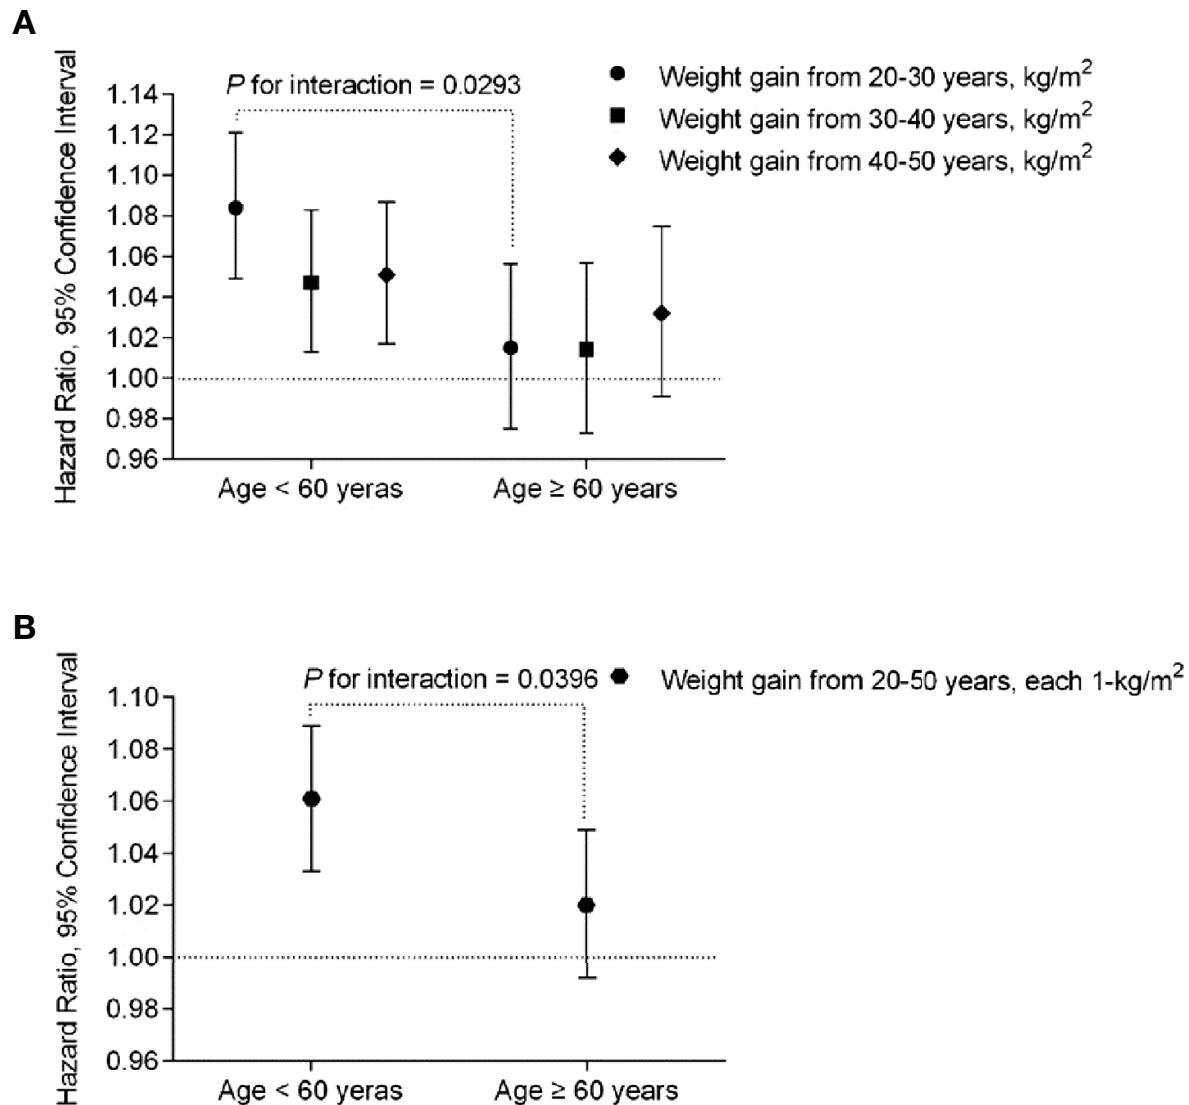 A
Hazard Ratio, 95% Confidence Interval
P for interaction = 0.0293
Weight gain from 20-30 years, kg/m²
Weight gain from 30-40 years, kg/m²
Weight gain from 40-50 years, kg/m²
1.14
1.12
1.10
1.08
1.06
1.04
1.02
1.00
0.98
0.96
Age < 60 yeras
Age ≥ 60 years
B
Hazard Ratio, 95% Confidence Interval
P for interaction = 0.0396
Weight gain from 20-50 years, each 1-kg/m²
1.10
1.08
1.06
1.04
1.02
1.00
0.98
0.96
Age < 60 yeras
Age ≥ 60 years